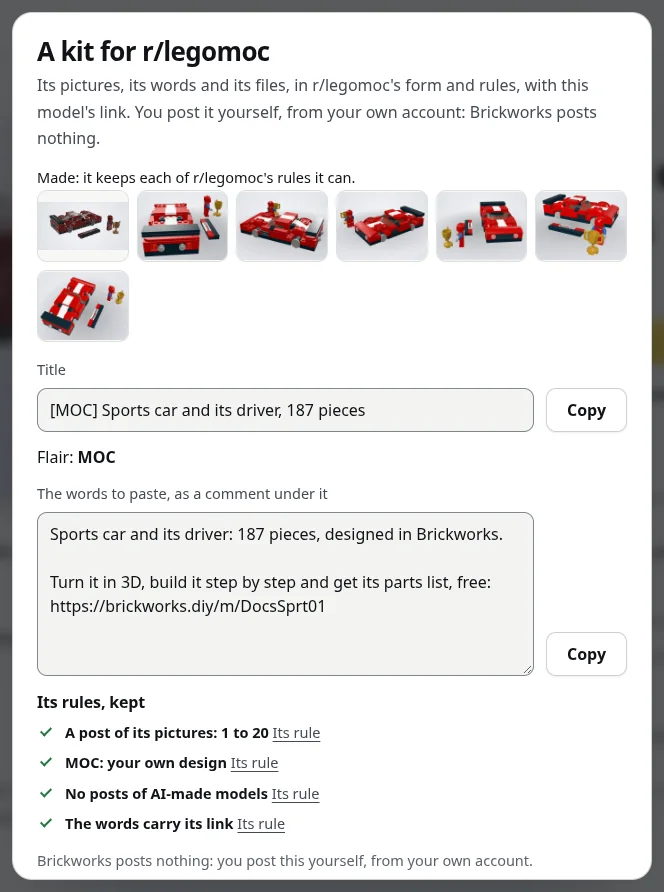 A kit for r/legomoc
Its pictures, its words and its files, in r/legomoc's form and rules, with this
model's link. You post it yourself, from your own account: Brickworks posts
nothing.
Made: it keeps each of r/legomoc's rules it can.
Title
[MOC] Sports car and its driver, 187 pieces
Copy
Flair: MOC
The words to paste, as a comment under it
Sports car and its driver: 187 pieces, designed in Brickworks.
Turn it in 3D, build it step by step and get its parts list, free:
https://brickworks.diy/m/DocsSprt01
Copy
Its rules, kept
A post of its pictures: 1 to 20 Its rule
MOC: your own design Its rule
No posts of AI-made models Its rule
The words carry its link Its rule
Brickworks posts nothing: you post this yourself, from your own account.